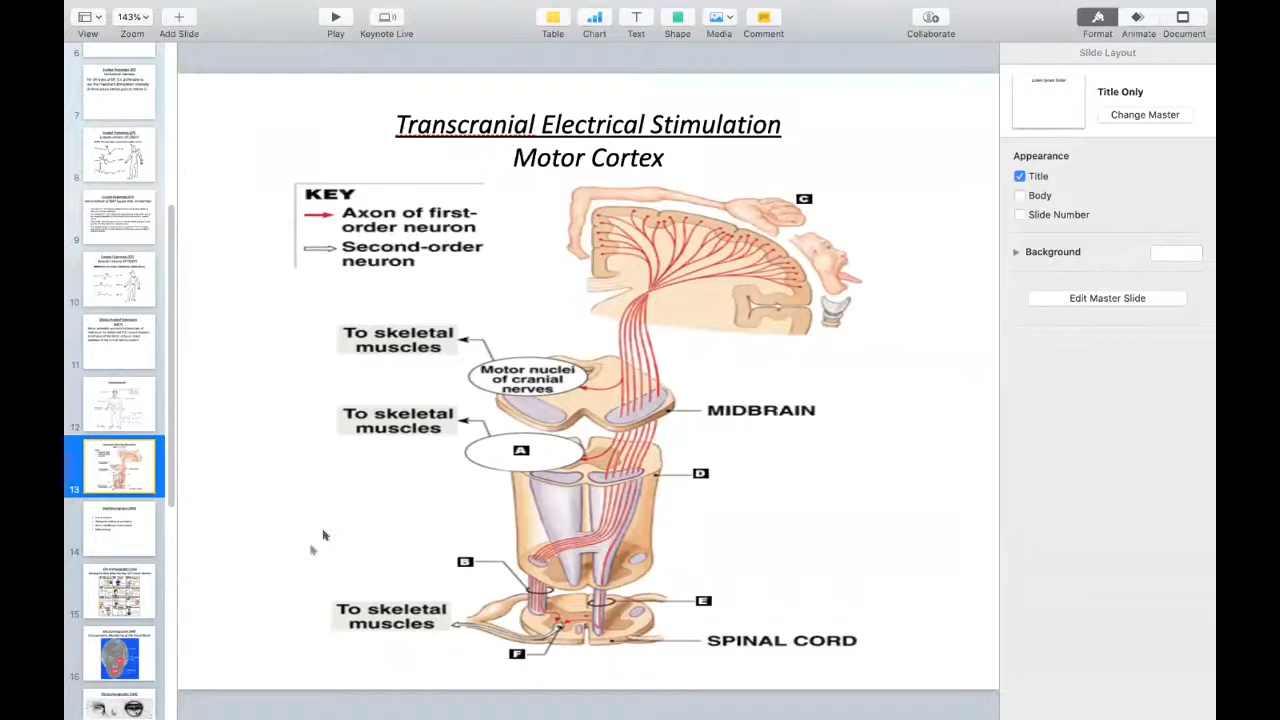 143%
View
Zoom
Add Slide
Play
Keynote Live
Table
Chart
Text
Shape
Media
Comment
Collaborate
Format
Animate
Document
6
7
8
9
10
11
13
14
15
16
Transcranial Electrical Stimulation
Motor Cortex
KEY
Axon of first-
order neuron
Second-order
neuron
C
To skeletal
muscles
Motor nuclei
of cranial
nerves
MIDBRAIN
To skeletal
muscles
A
D
B
E
To skeletal
muscles
SPINAL CORD
F
Slide Layout
Title Only
Change Master
Appearance
Title
Body
Slide Number
Background
Edit Master Slide